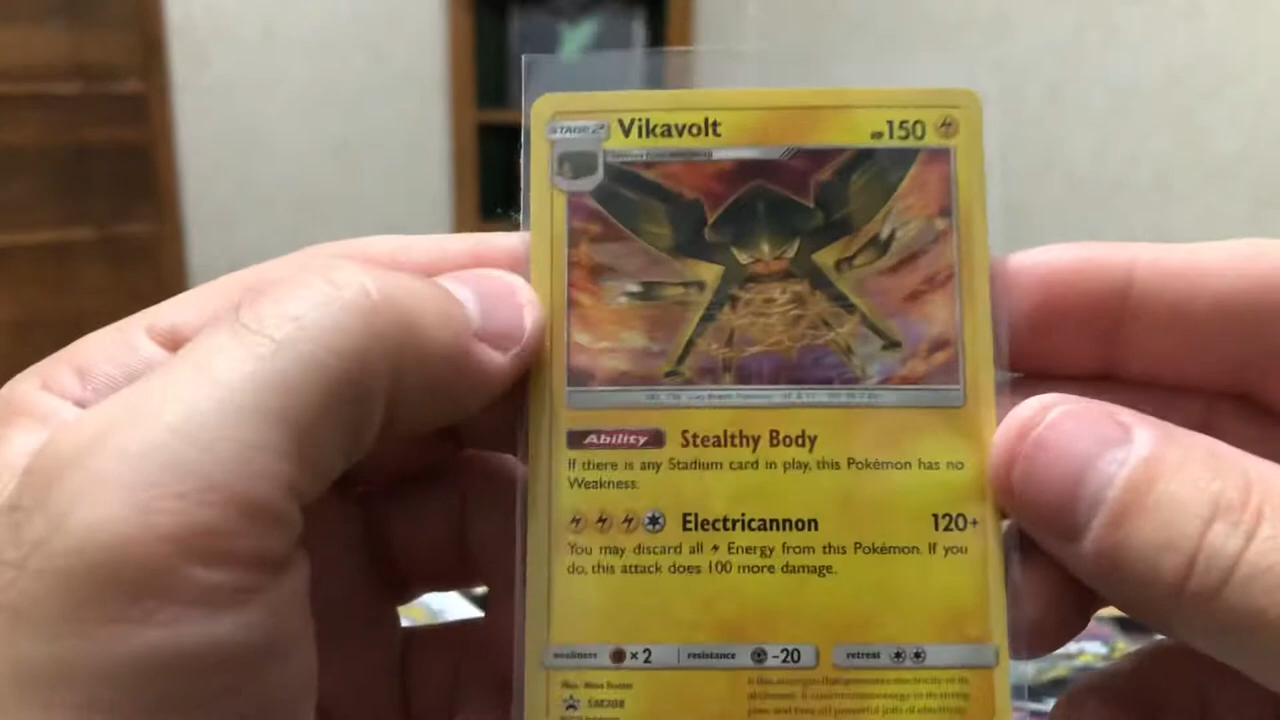 STAGE 2 Vikavolt HP150
Ability Stealthy Body
If there is any Stadium card in play, this Pokémon has no
Weakness.
Electricannon 120+
You may discard all Energy from this Pokémon. If you
do, this attack does 100 more damage.
weakness ×2 resistance -20 retreat
SM208